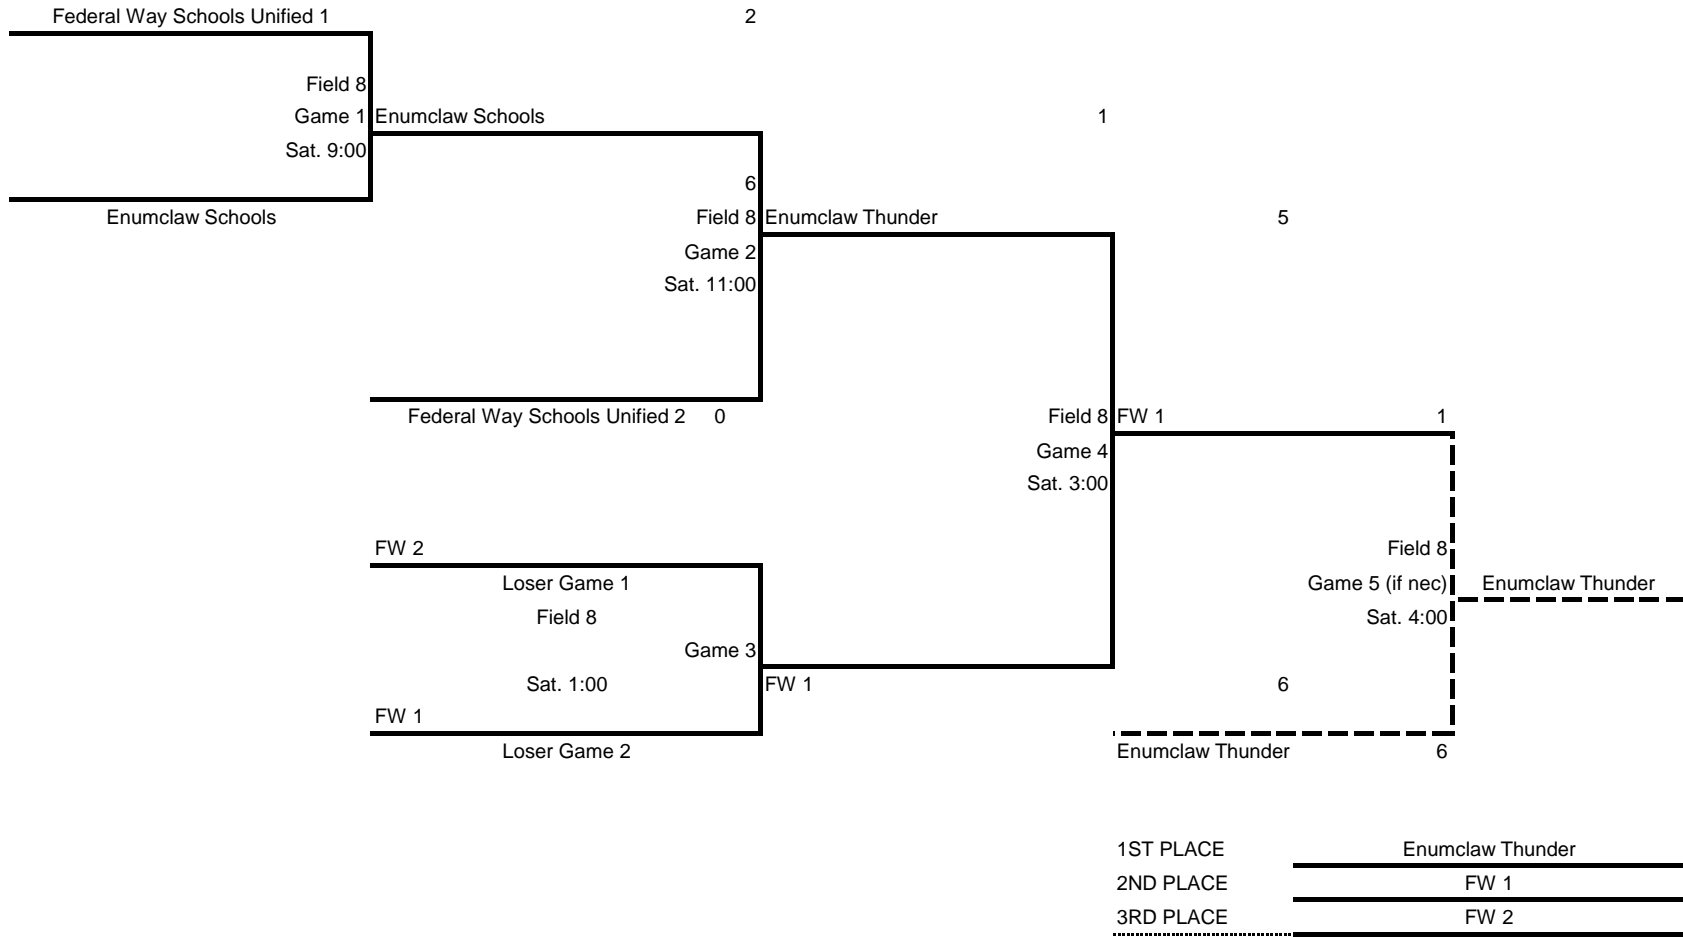 Federal Way Schools Unified 1 2
Field 8
Game 1 Enumclaw Schools 1
Sat. 9:00
6
Enumclaw Schools Field 8 Enumclaw Thunder 5
Game 2
Sat. 11:00
Federal Way Schools Unified 2 0 Field 8 FW 1 1
Game 4
Sat. 3:00
FW 2 Field 8
Loser Game 1 Game 5 (if nec) Enumclaw Thunder
Field 8 Sat. 4:00
Game 3
Sat. 1:00 FW 1 6
FW 1
Loser Game 2 Enumclaw Thunder 6
1ST PLACE Enumclaw Thunder
2ND PLACE FW 1
3RD PLACE FW 2